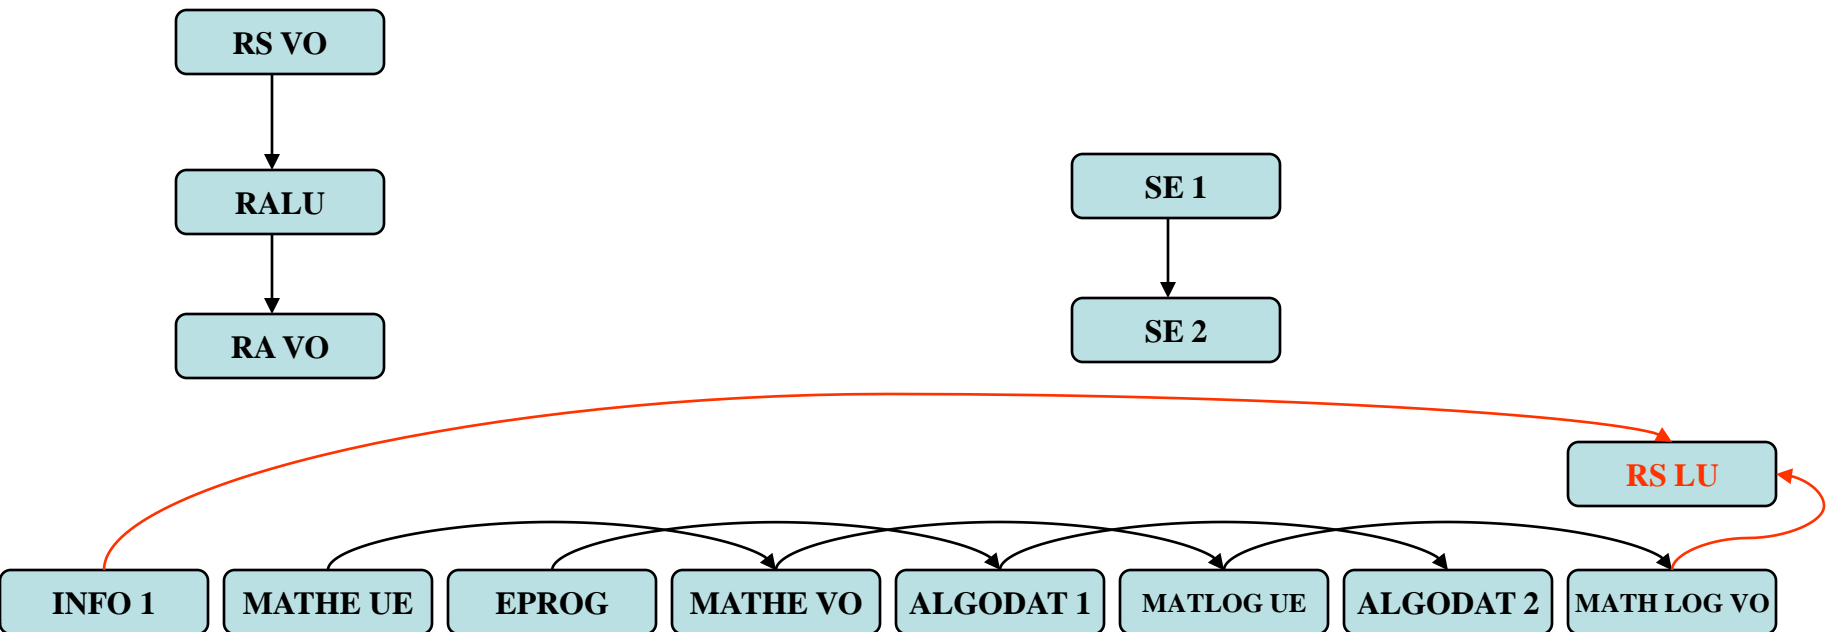 RS VO
RALU
SE 1
RA VO
SE 2
RS LU
INFO 1
MATHE UE
EPROG
MATHE VO
ALGODAT 1
MATLOG UE
ALGODAT 2
MATH LOG VO